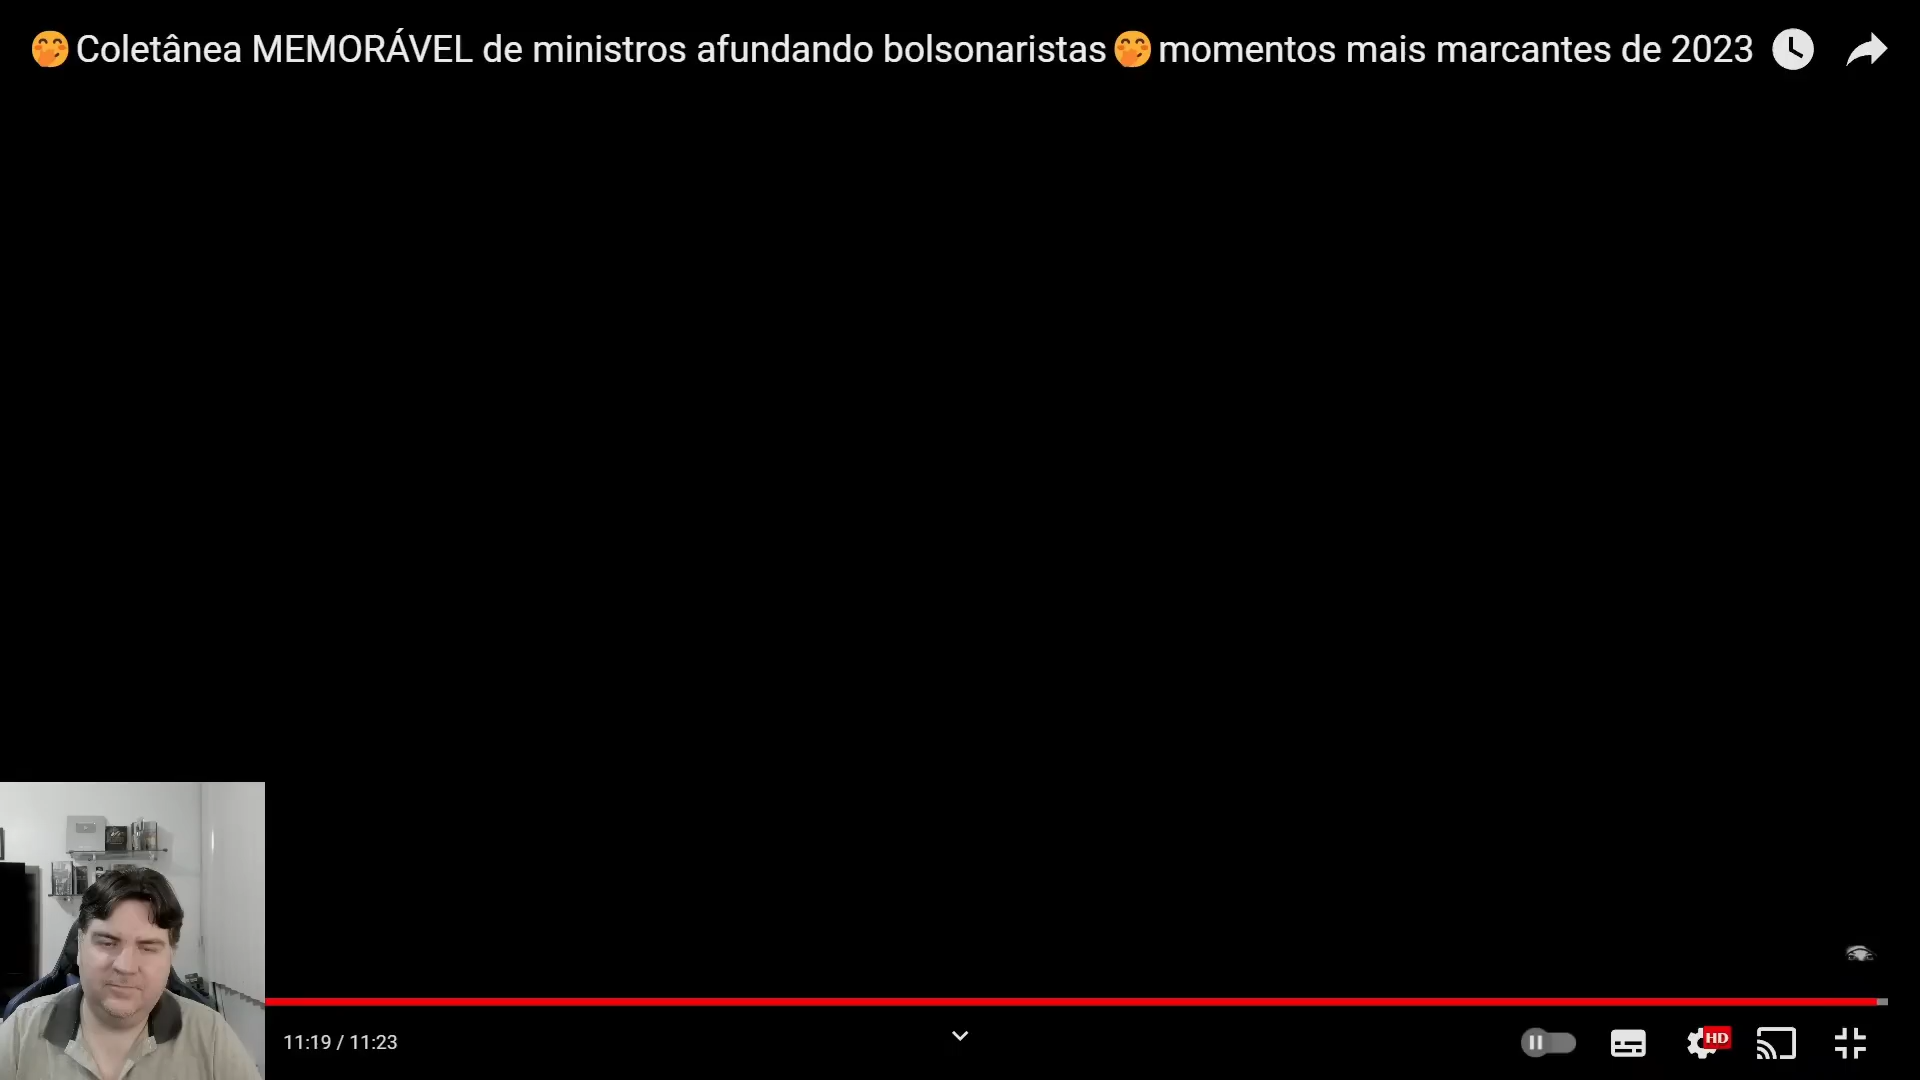 🤭Coletânea MEMORÁVEL de ministros afundando bolsonaristas🤭momentos mais marcantes de 2023
11:19 / 11:23
HD